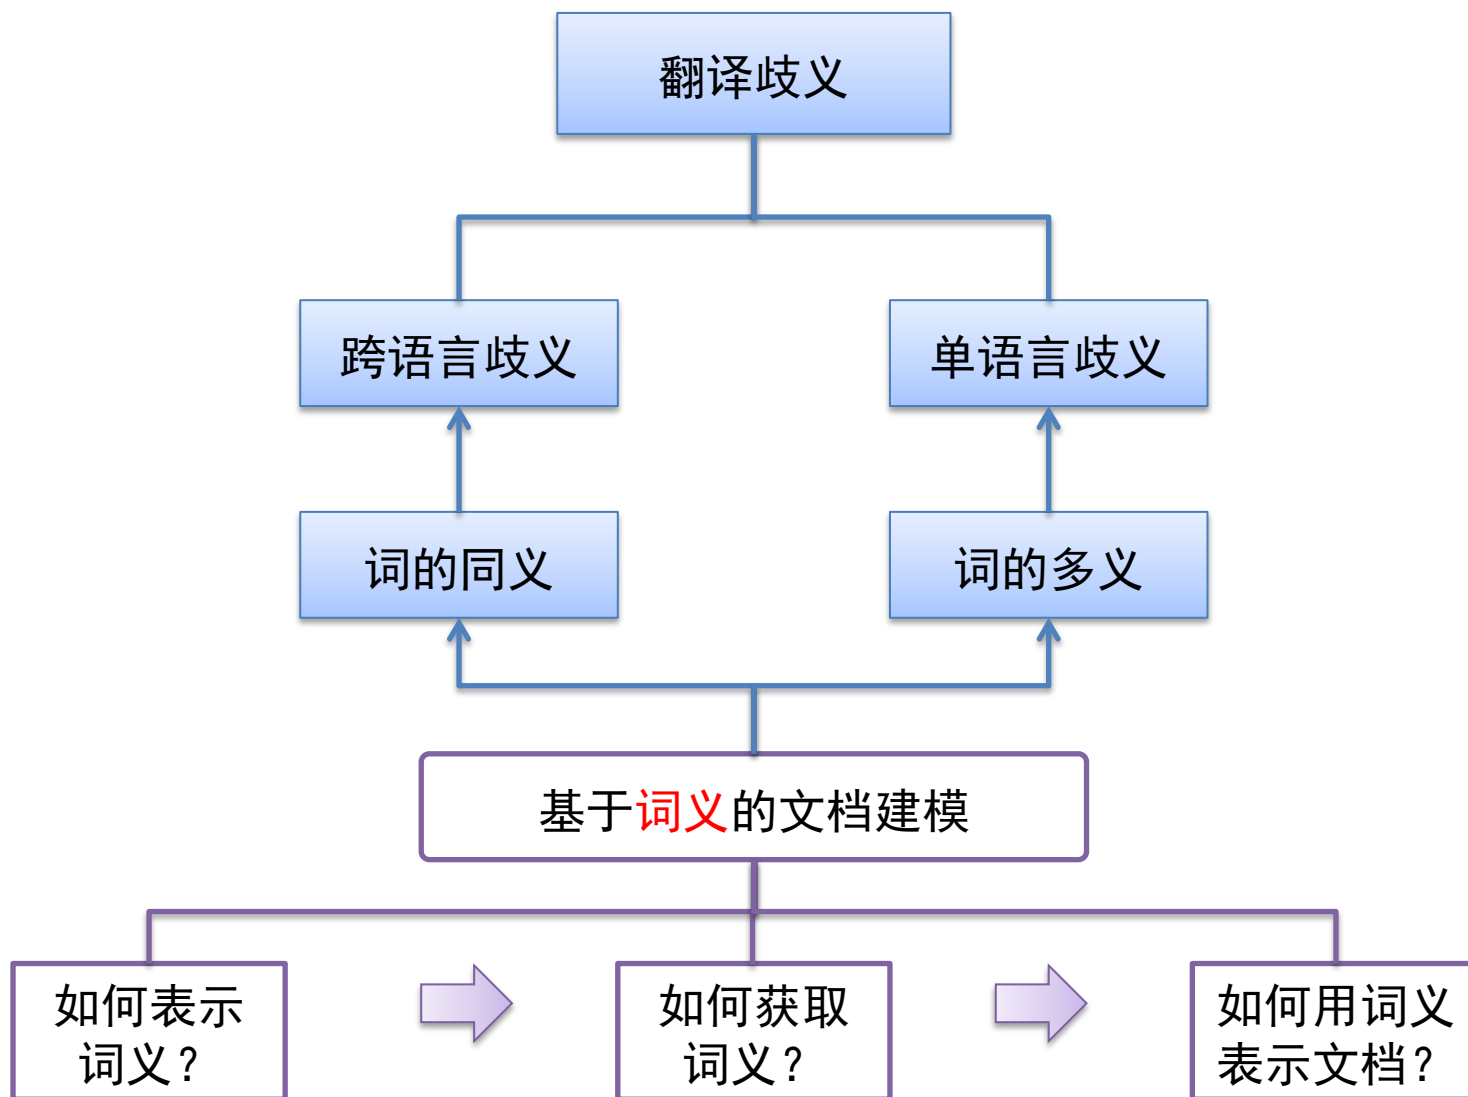 翻译歧义
跨语言歧义
单语言歧义
词的同义
词的多义
基于词义的文档建模
如何表示
词义？
如何获取
词义？
如何用词义
表示文档？